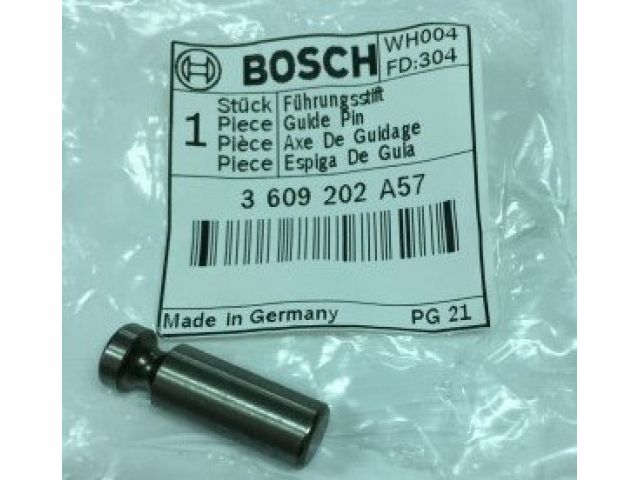 BOSCH
WH004
FD:304
1
Stück Führungsstift
Piece Guide Pin
Pièce Axe De Guidage
Piece Espiga De Guia
3 609 202 A57
Made in Germany PG 21